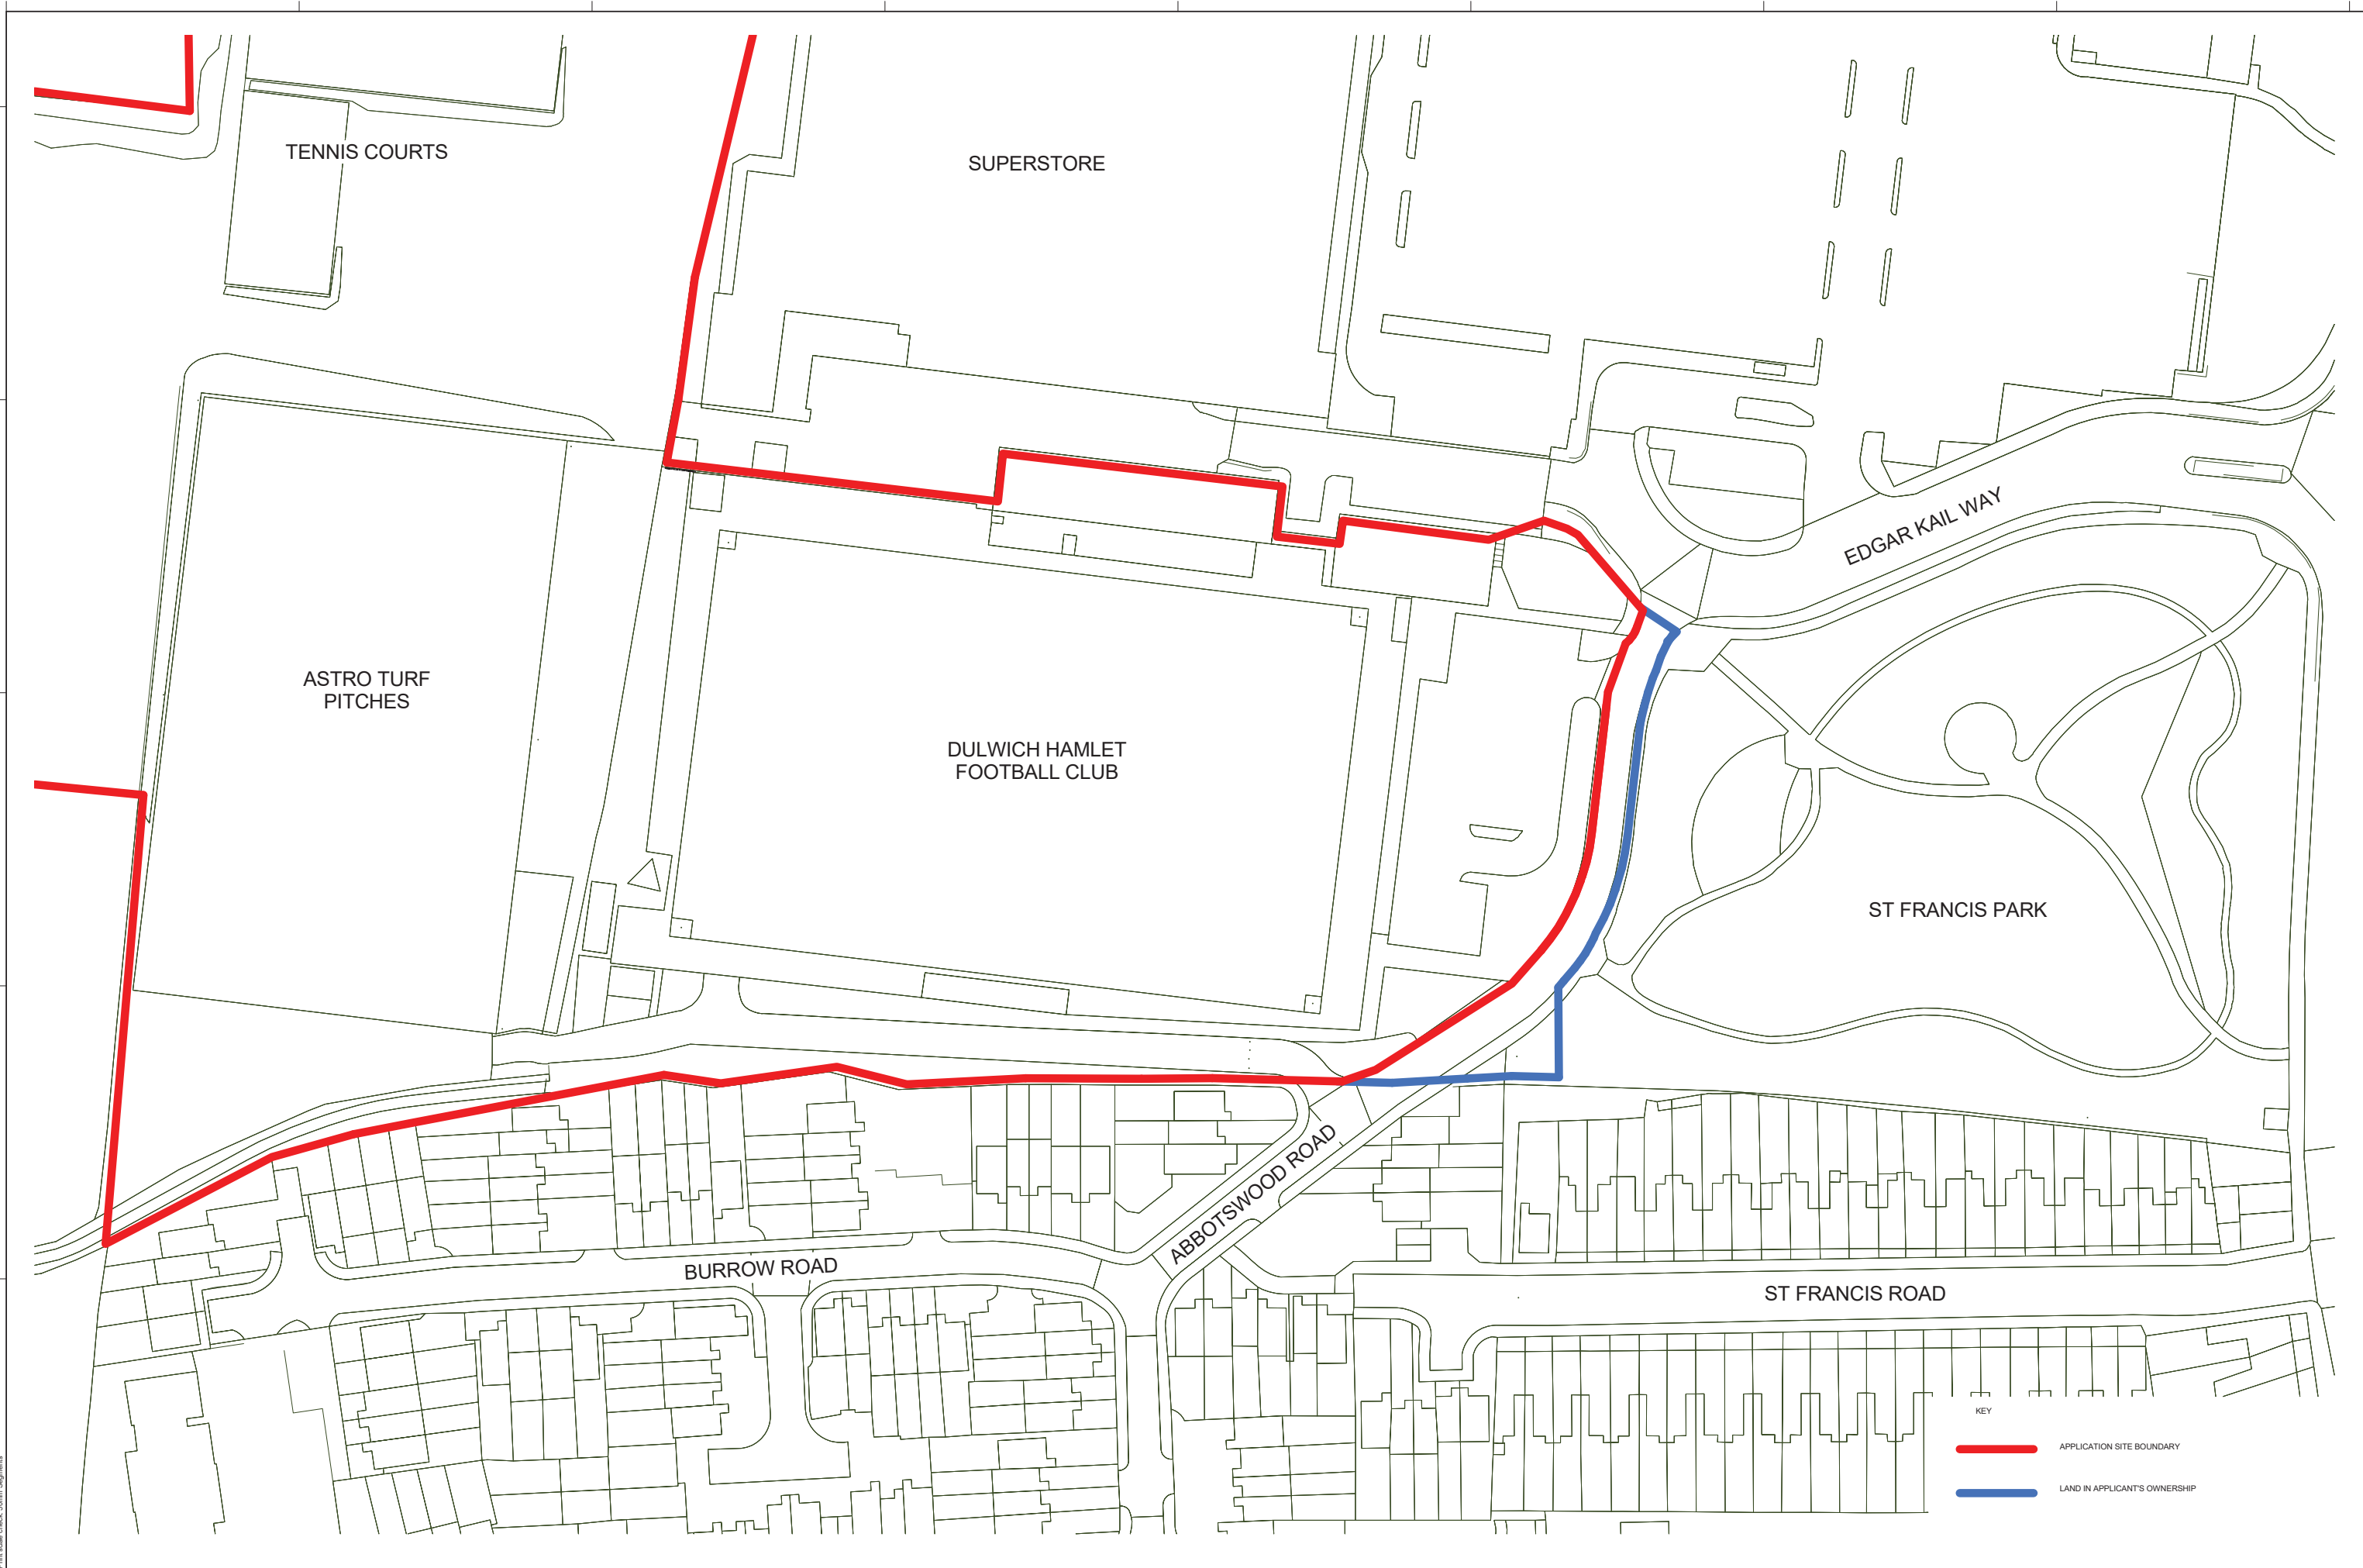 TENNIS COURTS
SUPERSTORE
EDGAR KAIL WAY
ASTRO TURF
PITCHES
DULWICH HAMLET
FOOTBALL CLUB
ST FRANCIS PARK
ABBOTSWOOD ROAD
BURROW ROAD
ST FRANCIS ROAD
KEY
APPLICATION SITE BOUNDARY
LAND IN APPLICANT'S OWNERSHIP